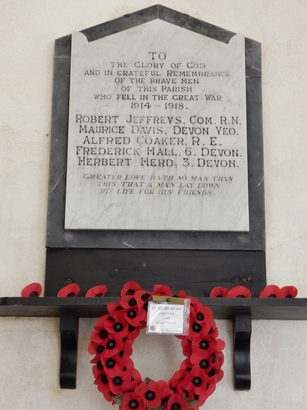 TO
THE GLORY OF GOD
AND IN GRATEFUL REMEMBRANCE
OF THE BRAVE MEN
OF THIS PARISH
WHO FELL IN THE GREAT WAR
1914 - 1918.
ROBERT JEFFREYS, COM. R.N.
MAURICE DAVIS, DEVON YEO.
ALFRED COAKER, R. E.
FREDERICK HALL, 6. DEVON.
HERBERT HERD, 3. DEVON.
GREATER LOVE HATH NO MAN THAN
THIS THAT A MAN LAY DOWN
HIS LIFE FOR HIS FRIENDS.